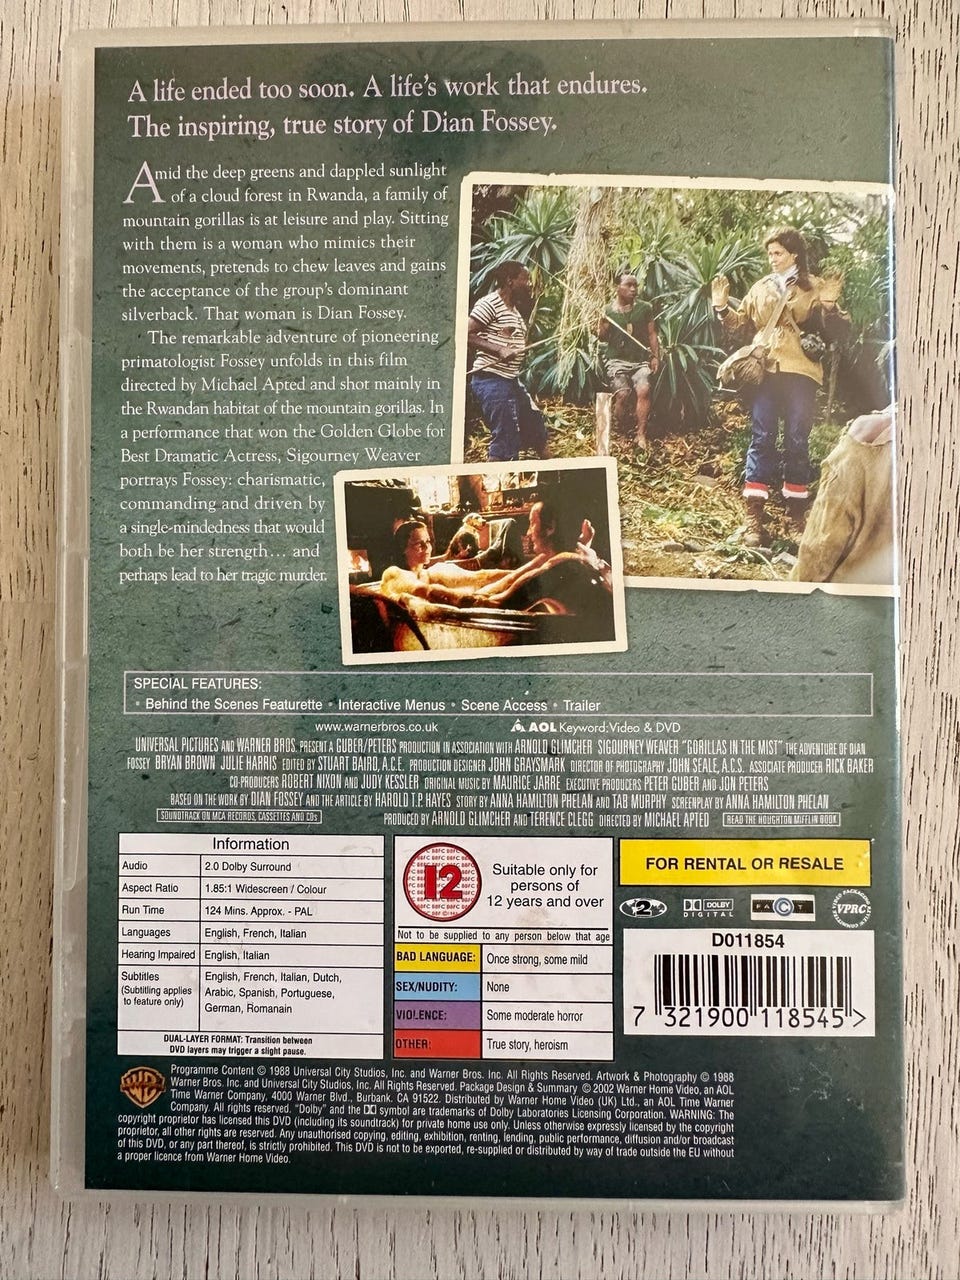 A life ended too soon. A life's work that endures.
The inspiring, true story of Dian Fossey.
Amid the deep greens and dappled sunlight
of a cloud forest in Rwanda, a family of
mountain gorillas is at leisure and play. Sitting
with them is a woman who mimics their
movements, pretends to chew leaves and gains
the acceptance of the group's dominant
silverback. That woman is Dian Fossey.
The remarkable adventure of pioneering
primatologist Fossey unfolds in this film
directed by Michael Apted and shot mainly in
the Rwandan habitat of the mountain gorillas. In
a performance that won the Golden Globe for
Best Dramatic Actress, Sigourney Weaver
portrays Fossey: charismatic,
commanding and driven by
a single-mindedness that would
both be her strength... and
perhaps lead to her tragic murder.
SPECIAL FEATURES:
• Behind the Scenes Featurette • Interactive Menus • Scene Access • Trailer
www.warnerbros.co.uk AOL Keyword: Video & DVD
UNIVERSAL PICTURES AND WARNER BROS. PRESENT A GUBER/PETERS PRODUCTION IN ASSOCIATION WITH ARNOLD GLIMCHER SIGOURNEY WEAVER "GORILLAS IN THE MIST" THE ADVENTURE OF DIAN
FOSSEY BRYAN BROWN JULIE HARRIS EDITED BY STUART BAIRD, A.C.E. PRODUCTION DESIGNER JOHN GRAYSMARK DIRECTOR OF PHOTOGRAPHY JOHN SEALE, A.C.S. ASSOCIATE PRODUCER RICK BAKER
CO-PRODUCERS ROBERT NIXON AND JUDY KESSLER ORIGINAL MUSIC BY MAURICE JARRE EXECUTIVE PRODUCERS PETER GUBER AND JON PETERS
BASED ON THE WORK BY DIAN FOSSEY AND THE ARTICLE BY HAROLD T.P. HAYES STORY BY ANNA HAMILTON PHELAN AND TAB MURPHY SCREENPLAY BY ANNA HAMILTON PHELAN
SOUNDTRACK ON MCA RECORDS, CASSETTES AND CDs PRODUCED BY ARNOLD GLIMCHER AND TERENCE CLEGG DIRECTED BY MICHAEL APTED READ THE HOUGHTON MIFFLIN BOOK
Information
Audio 2.0 Dolby Surround
Aspect Ratio 1.85:1 Widescreen / Colour
Run Time 124 Mins. Approx. - PAL
Languages English, French, Italian
Hearing Impaired English, Italian
Subtitles English, French, Italian, Dutch,
(Subtitling applies Arabic, Spanish, Portuguese,
to feature only) German, Romanain
DUAL-LAYER FORMAT: Transition between
DVD layers may trigger a slight pause.
12
Suitable only for
persons of
12 years and over
Not to be supplied to any person below that age
BAD LANGUAGE: Once strong, some mild
SEX/NUDITY: None
VIOLENCE: Some moderate horror
OTHER: True story, heroism
FOR RENTAL OR RESALE
2 DOLBY DIGITAL FACT VPRC
D011854
7 321900 118545 >
Programme Content © 1988 Universal City Studios, Inc. and Warner Bros. Inc. All Rights Reserved. Artwork & Photography © 1988
Warner Bros. Inc. and Universal City Studios, Inc. All Rights Reserved. Package Design & Summary © 2002 Warner Home Video, an AOL
Time Warner Company, 4000 Warner Blvd., Burbank. CA 91522. Distributed by Warner Home Video (UK) Ltd., an AOL Time Warner
Company. All rights reserved. "Dolby" and the DD symbol are trademarks of Dolby Laboratories Licensing Corporation. WARNING: The
copyright proprietor has licensed this DVD (including its soundtrack) for private home use only. Unless otherwise expressly licensed by the copyright
proprietor, all other rights are reserved. Any unauthorised copying, editing, exhibition, renting, lending, public performance, diffusion and/or broadcast
of this DVD, or any part thereof, is strictly prohibited. This DVD is not to be exported, re-supplied or distributed by way of trade outside the EU without
a proper licence from Warner Home Video.